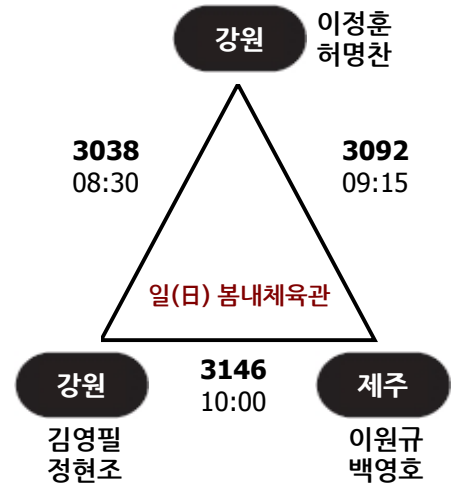 강원
이정훈
허명찬
3038
08:30
3092
09:15
일(日) 봄내체육관
강원
김영필
정현조
3146
10:00
제주
이원규
백영호